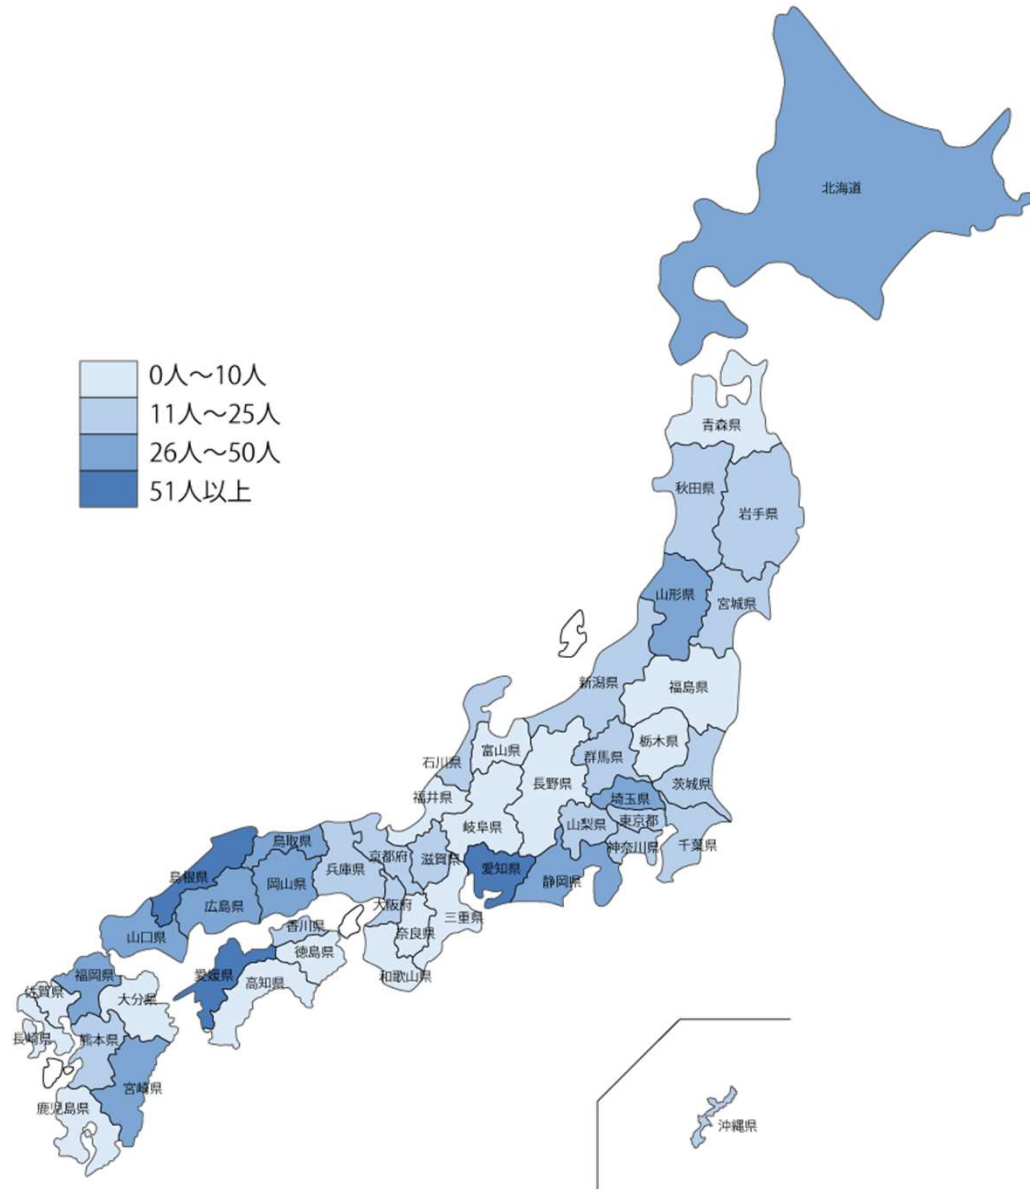 北海道
0人～10人
11人～25人
26人～50人
51人以上
青森県
秋田県
岩手県
山形県
宮城県
新潟県
福島県
富山県
栃木県
石川県
群馬県
長野県
茨城県
福井県
埼玉県
岐阜県
山梨県
東京都
千葉県
神奈川県
鳥取県
兵庫県
京都府
滋賀県
愛知県
静岡県
島根県
岡山県
広島県
大阪府
三重県
山口県
香川県
奈良県
徳島県
和歌山県
福岡県
愛媛県
高知県
佐賀県
大分県
長崎県
熊本県
宮崎県
鹿児島県
沖縄県